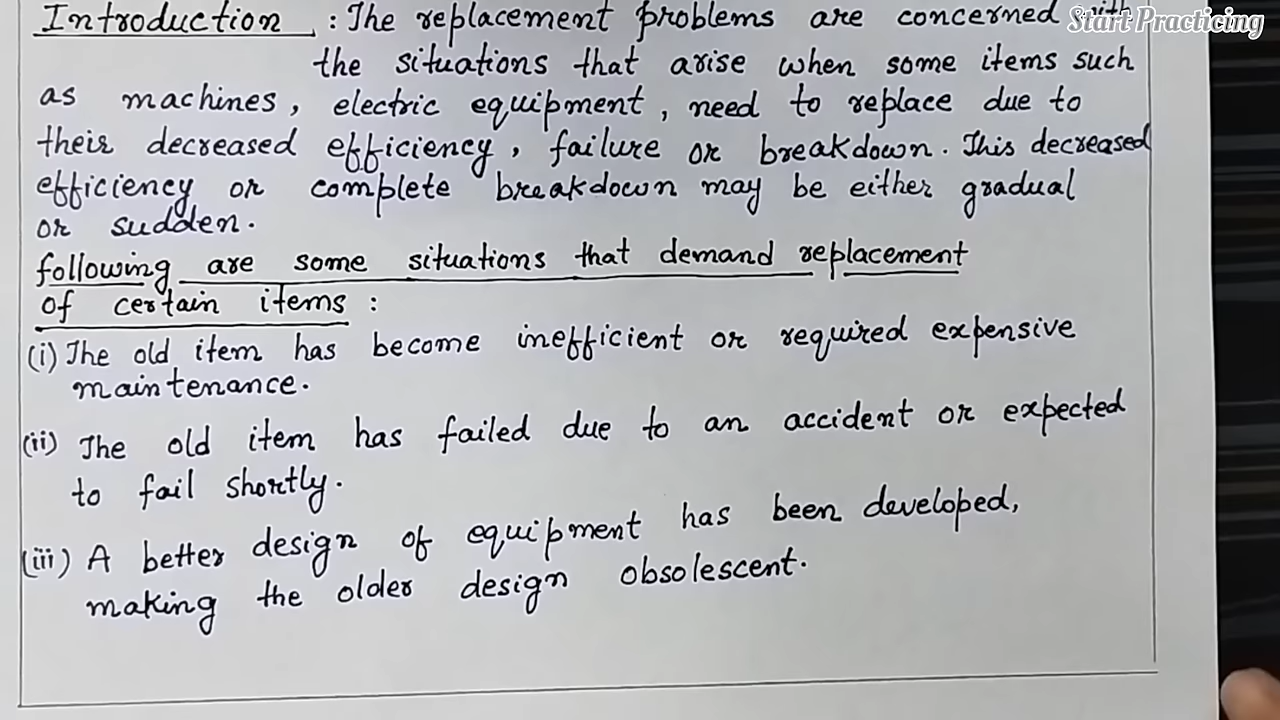 Introduction : The replacement problems are concerned with
Start Practicing
the situations that arise when some items such
as machines, electric equipment, need to replace due to
their decreased efficiency, failure or breakdown. This decreased
efficiency or complete breakdown may be either gradual
or sudden.
following are some situations that demand replacement
of certain items :
(i) The old item has become inefficient or required expensive
maintenance.
(ii) The old item has failed due to an accident or expected
to fail shortly.
(iii) A better design of equipment has been developed,
making the older design obsolescent.